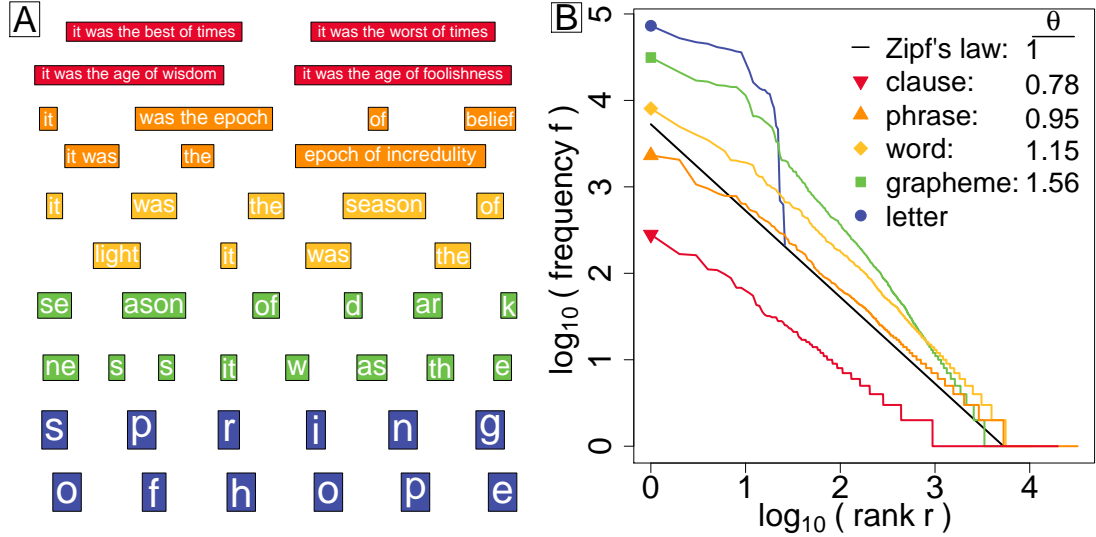 A
it was the best of times it was the worst of times
it was the age of wisdom it was the age of foolishness
it was the epoch of belief
it was the epoch of incredulity
it was the season of
light it was the
se ason of d ar k
ne s s it w as th e
s p r i n g
o f h o p e
B
θ
Zipf's law: 1
clause: 0.78
phrase: 0.95
word: 1.15
grapheme: 1.56
letter
log10 ( frequency f )
5
4
3
2
1
0
0 1 2 3 4
log10 ( rank r )